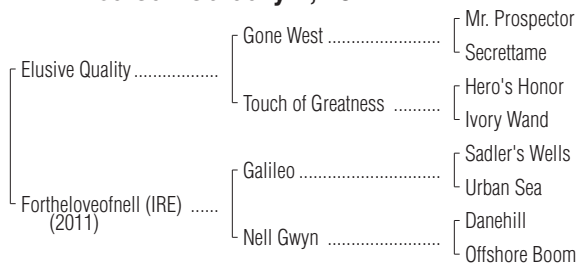 Mr. Prospector
Gone West
Secrettame
Elusive Quality
Hero's Honor
Touch of Greatness
Ivory Wand
Sadler's Wells
Galileo
Urban Sea
Fortheloveofnell (IRE)
(2011)
Danehill
Nell Gwyn
Offshore Boom